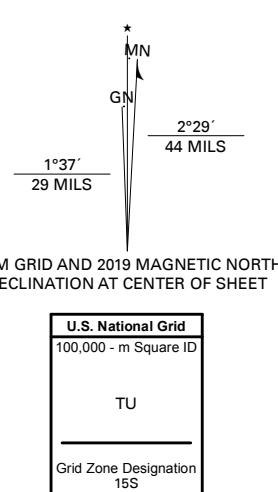 ★
MN
GN
2°29´
44 MILS
1°37´
29 MILS
M GRID AND 2019 MAGNETIC NORTH
ECLINATION AT CENTER OF SHEET
U.S. National Grid
100,000 - m Square ID
TU
Grid Zone Designation
15S